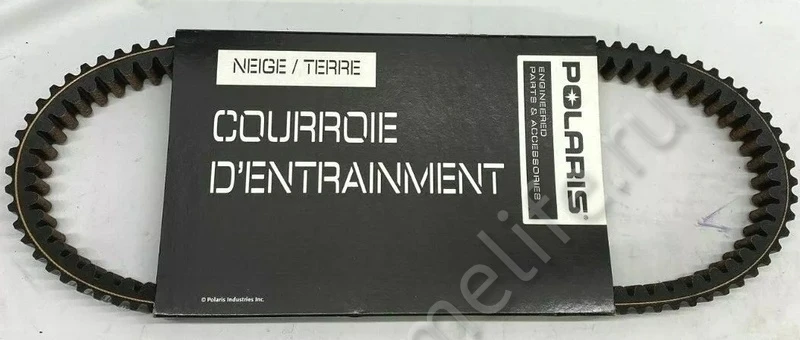 NEIGE / TERRE
COURROIE
D'ENTRAINMENT
© Polaris Industries Inc.
POLARIS®
ENGINEERED
PARTS & ACCESSORIES